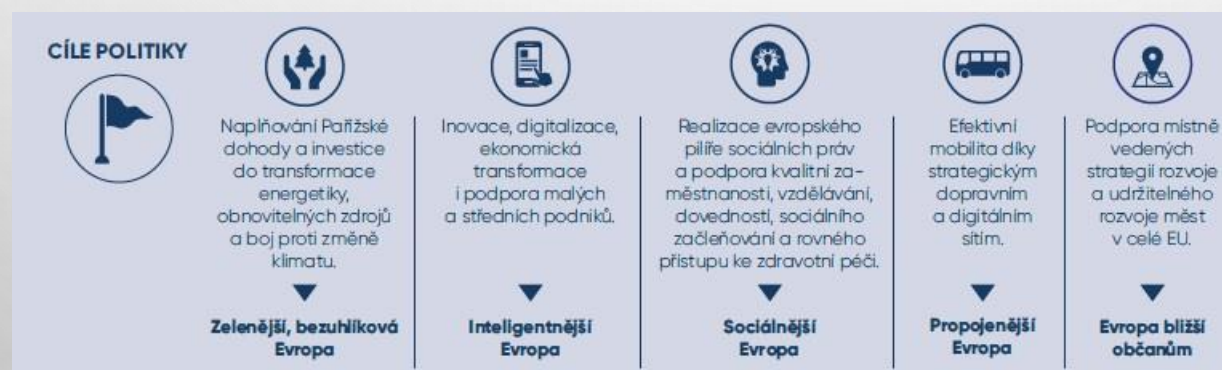 CÍLE POLITIKY
Naplňování Pařížské
dohody a investice
do transformace
energetiky,
obnovitelných zdrojů
a boj proti změně
klimatu.
Zelenější, bezuhlíková
Evropa
Inovace, digitalizace,
ekonomická
transformace
i podpora malých
a středních podniků.
Inteligentnější
Evropa
Realizace evropského
pilíře sociálních práv
a podpora kvalitní za-
městnanosti, vzdělávání,
dovedností, sociálního
začleňování a rovného
přístupu ke zdravotní péči.
Sociálnější
Evropa
Efektivní
mobilita díky
strategickým
dopravním
a digitálním
sítím.
Propojenější
Evropa
Podpora místně
vedených
strategií rozvoje
a udržitelného
rozvoje měst
v celé EU.
Evropa bližší
občanům